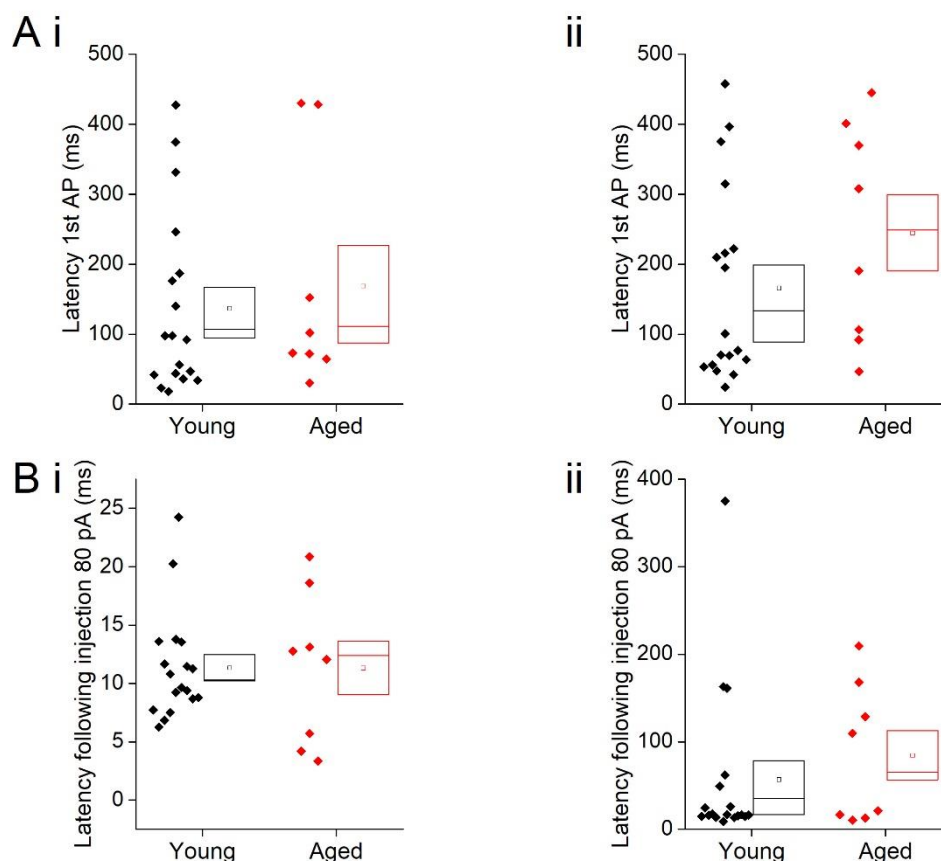 A i
ii
Latency 1st AP (ms)
500
400
300
200
100
0
Young
Aged
Latency 1st AP (ms)
500
400
300
200
100
0
Young
Aged
B i
ii
Latency following injection 80 pA (ms)
25
20
15
10
5
0
Young
Aged
Latency following injection 80 pA (ms)
400
300
200
100
0
Young
Aged